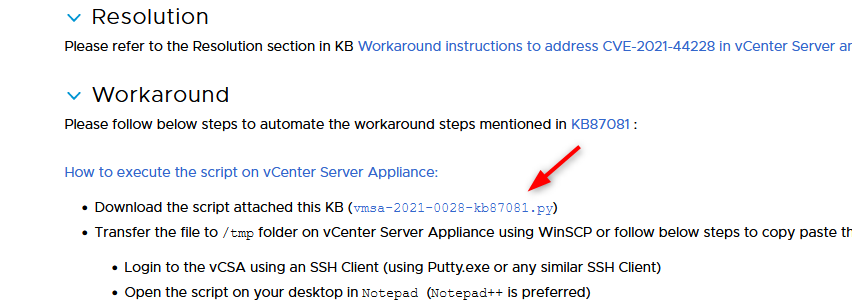 Resolution
Please refer to the Resolution section in KB Workaround instructions to address CVE-2021-44228 in vCenter Server
Workaround
Please follow below steps to automate the workaround steps mentioned in KB87081 :
How to execute the script on vCenter Server Appliance:
• Download the script attached this KB (vmsa-2021-0028-kb87081.py)
• Transfer the file to /tmp folder on vCenter Server Appliance using WinSCP or follow below steps to copy paste
• Login to the vCSA using an SSH Client (using Putty.exe or any similar SSH Client)
• Open the script on your desktop in Notepad (Notepad++ is preferred)